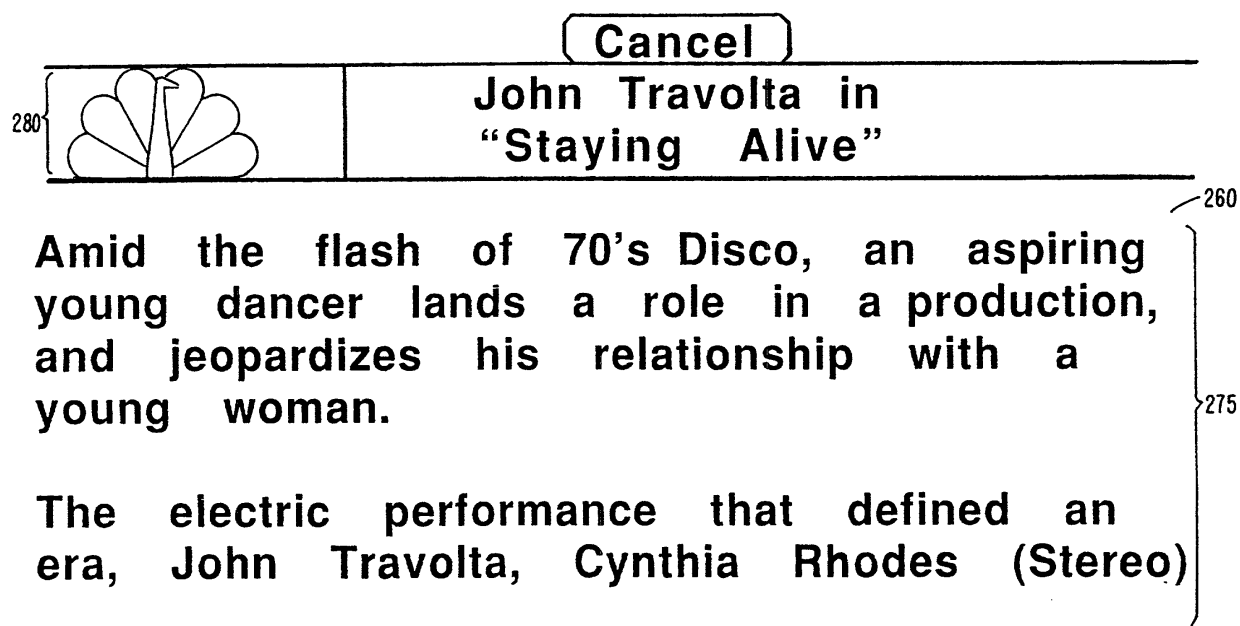 Cancel
280
John Travolta in
“Staying Alive”
260
Amid the flash of 70's Disco, an aspiring
young dancer lands a role in a production,
and jeopardizes his relationship with a
young woman.
275
The electric performance that defined an
era, John Travolta, Cynthia Rhodes (Stereo)